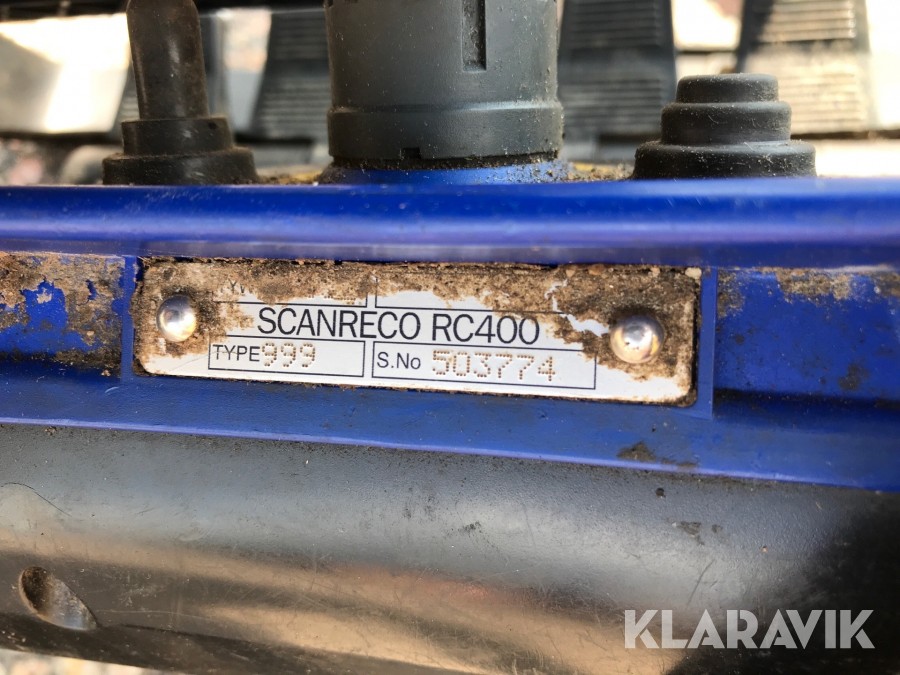 SCANRECO RC400
TYPE 999 S.No 503774
KLARAVIK